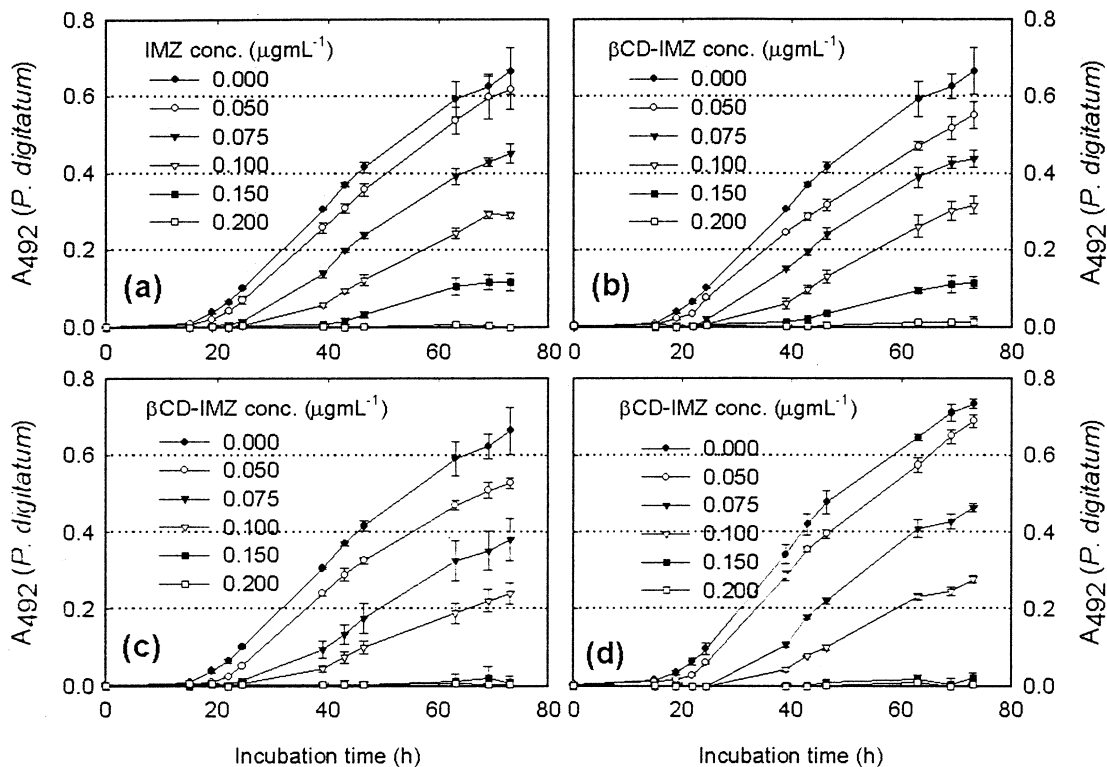 A492 (P. digitatum)
0.8
0.6
0.4
0.2
0.0
IMZ conc. (µgmL-1)
0.000
0.050
0.075
0.100
0.150
0.200
(a)
0 20 40 60 80
βCD-IMZ conc. (µgmL-1)
0.000
0.050
0.075
0.100
0.150
0.200
(b)
0 20 40 60 80
0.8
0.6
0.4
0.2
0.0
A492 (P. digitatum)
A492 (P. digitatum)
0.8
0.6
0.4
0.2
0.0
βCD-IMZ conc. (µgmL-1)
0.000
0.050
0.075
0.100
0.150
0.200
(c)
0 20 40 60 80
Incubation time (h)
βCD-IMZ conc. (µgmL-1)
0.000
0.050
0.075
0.100
0.150
0.200
(d)
0 20 40 60 80
Incubation time (h)
0.8
0.6
0.4
0.2
0.0
A492 (P. digitatum)